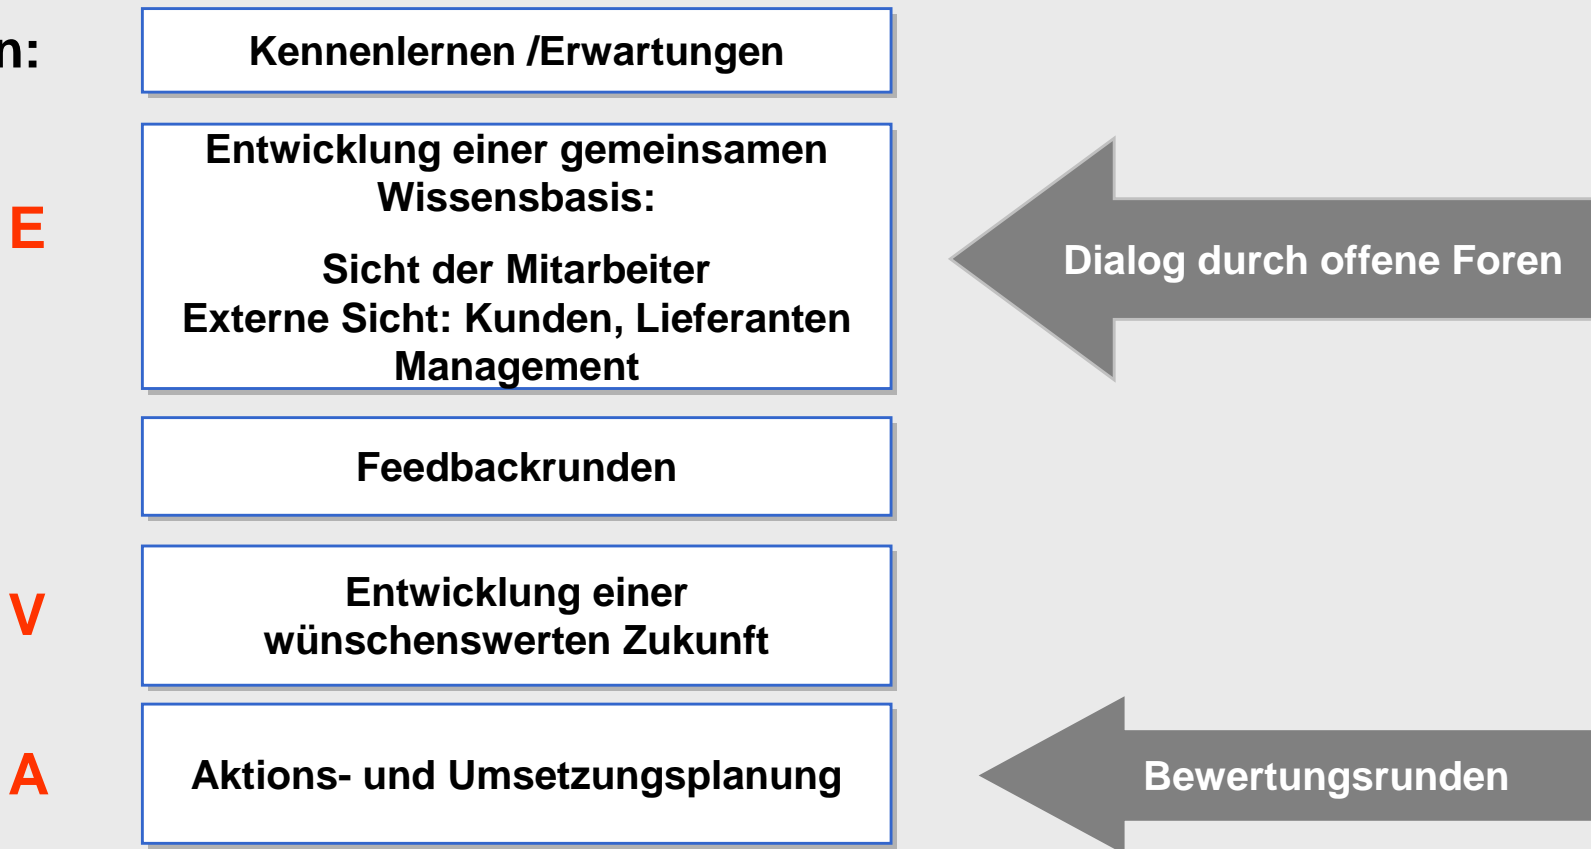 n:
Kennenlernen /Erwartungen
Entwicklung einer gemeinsamen
Wissensbasis:
E
Sicht der Mitarbeiter
Externe Sicht: Kunden, Lieferanten
Management
Dialog durch offene Foren
Feedbackrunden
V
Entwicklung einer
wünschenswerten Zukunft
A
Aktions- und Umsetzungsplanung
Bewertungsrunden